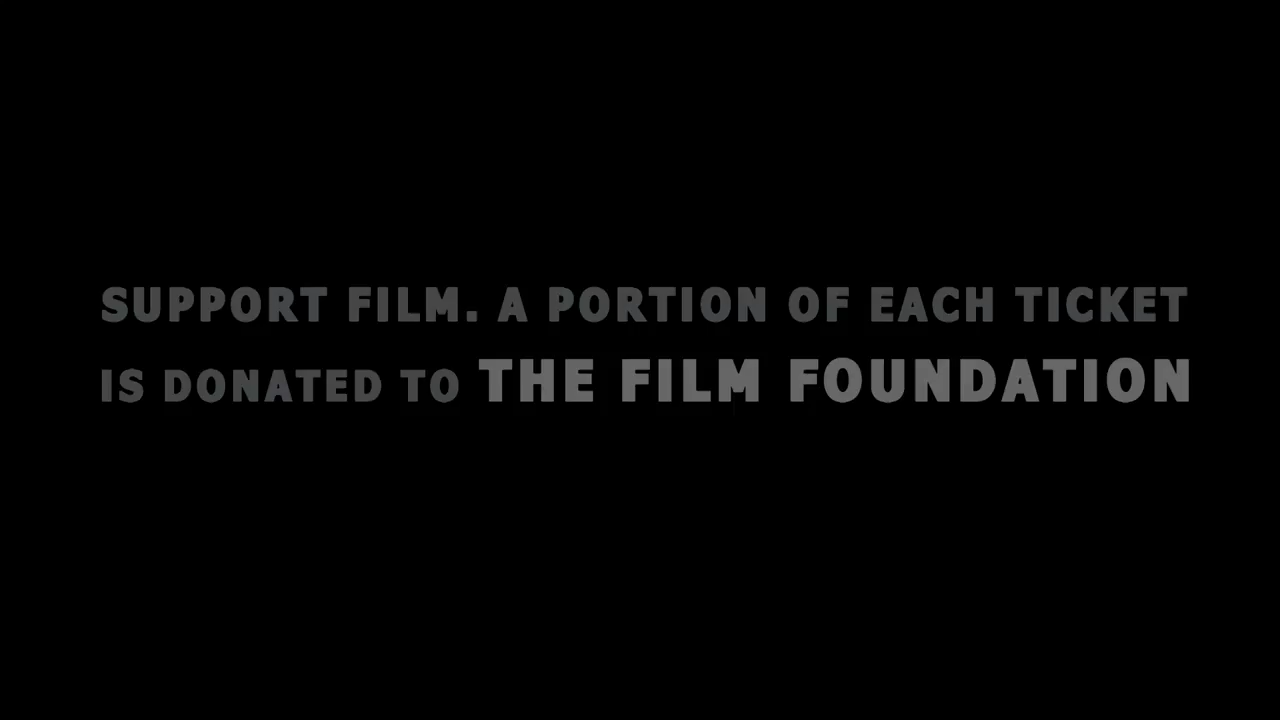 SUPPORT FILM. A PORTION OF EACH TICKET
IS DONATED TO THE FILM FOUNDATION